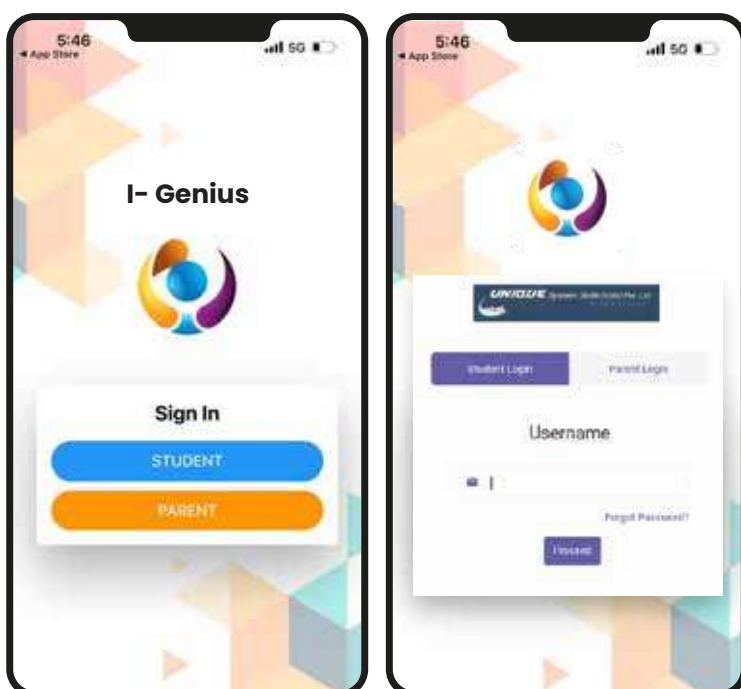 5:46
App Store
5G
I- Genius
Sign In
STUDENT
PARENT
5:46
App Store
5G
UNIQUE
Student Login
Parent Login
Username
Forgot Password?
Proceed